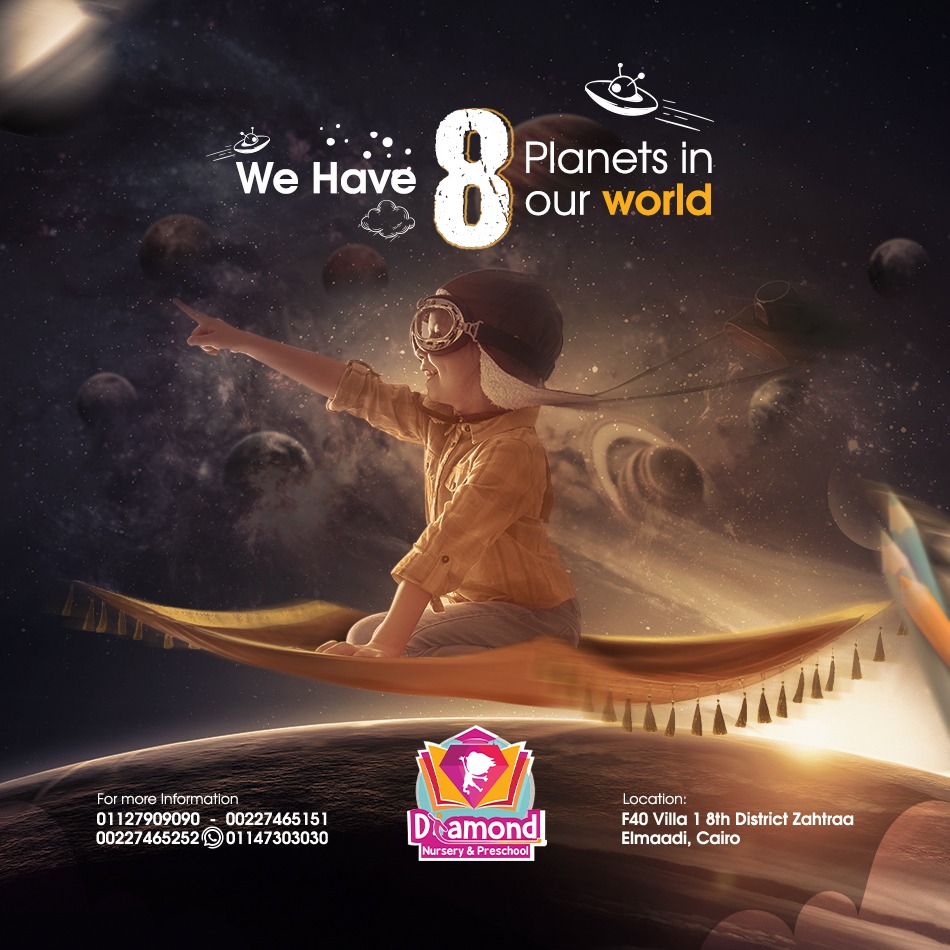 We Have 8 Planets in
our world
For more Information
01127909090 - 00227465151
00227465252 01147303030
Diamond
Nursery & Preschool
Location:
F40 Villa 1 8th District Zahtraa
Elmaadi, Cairo